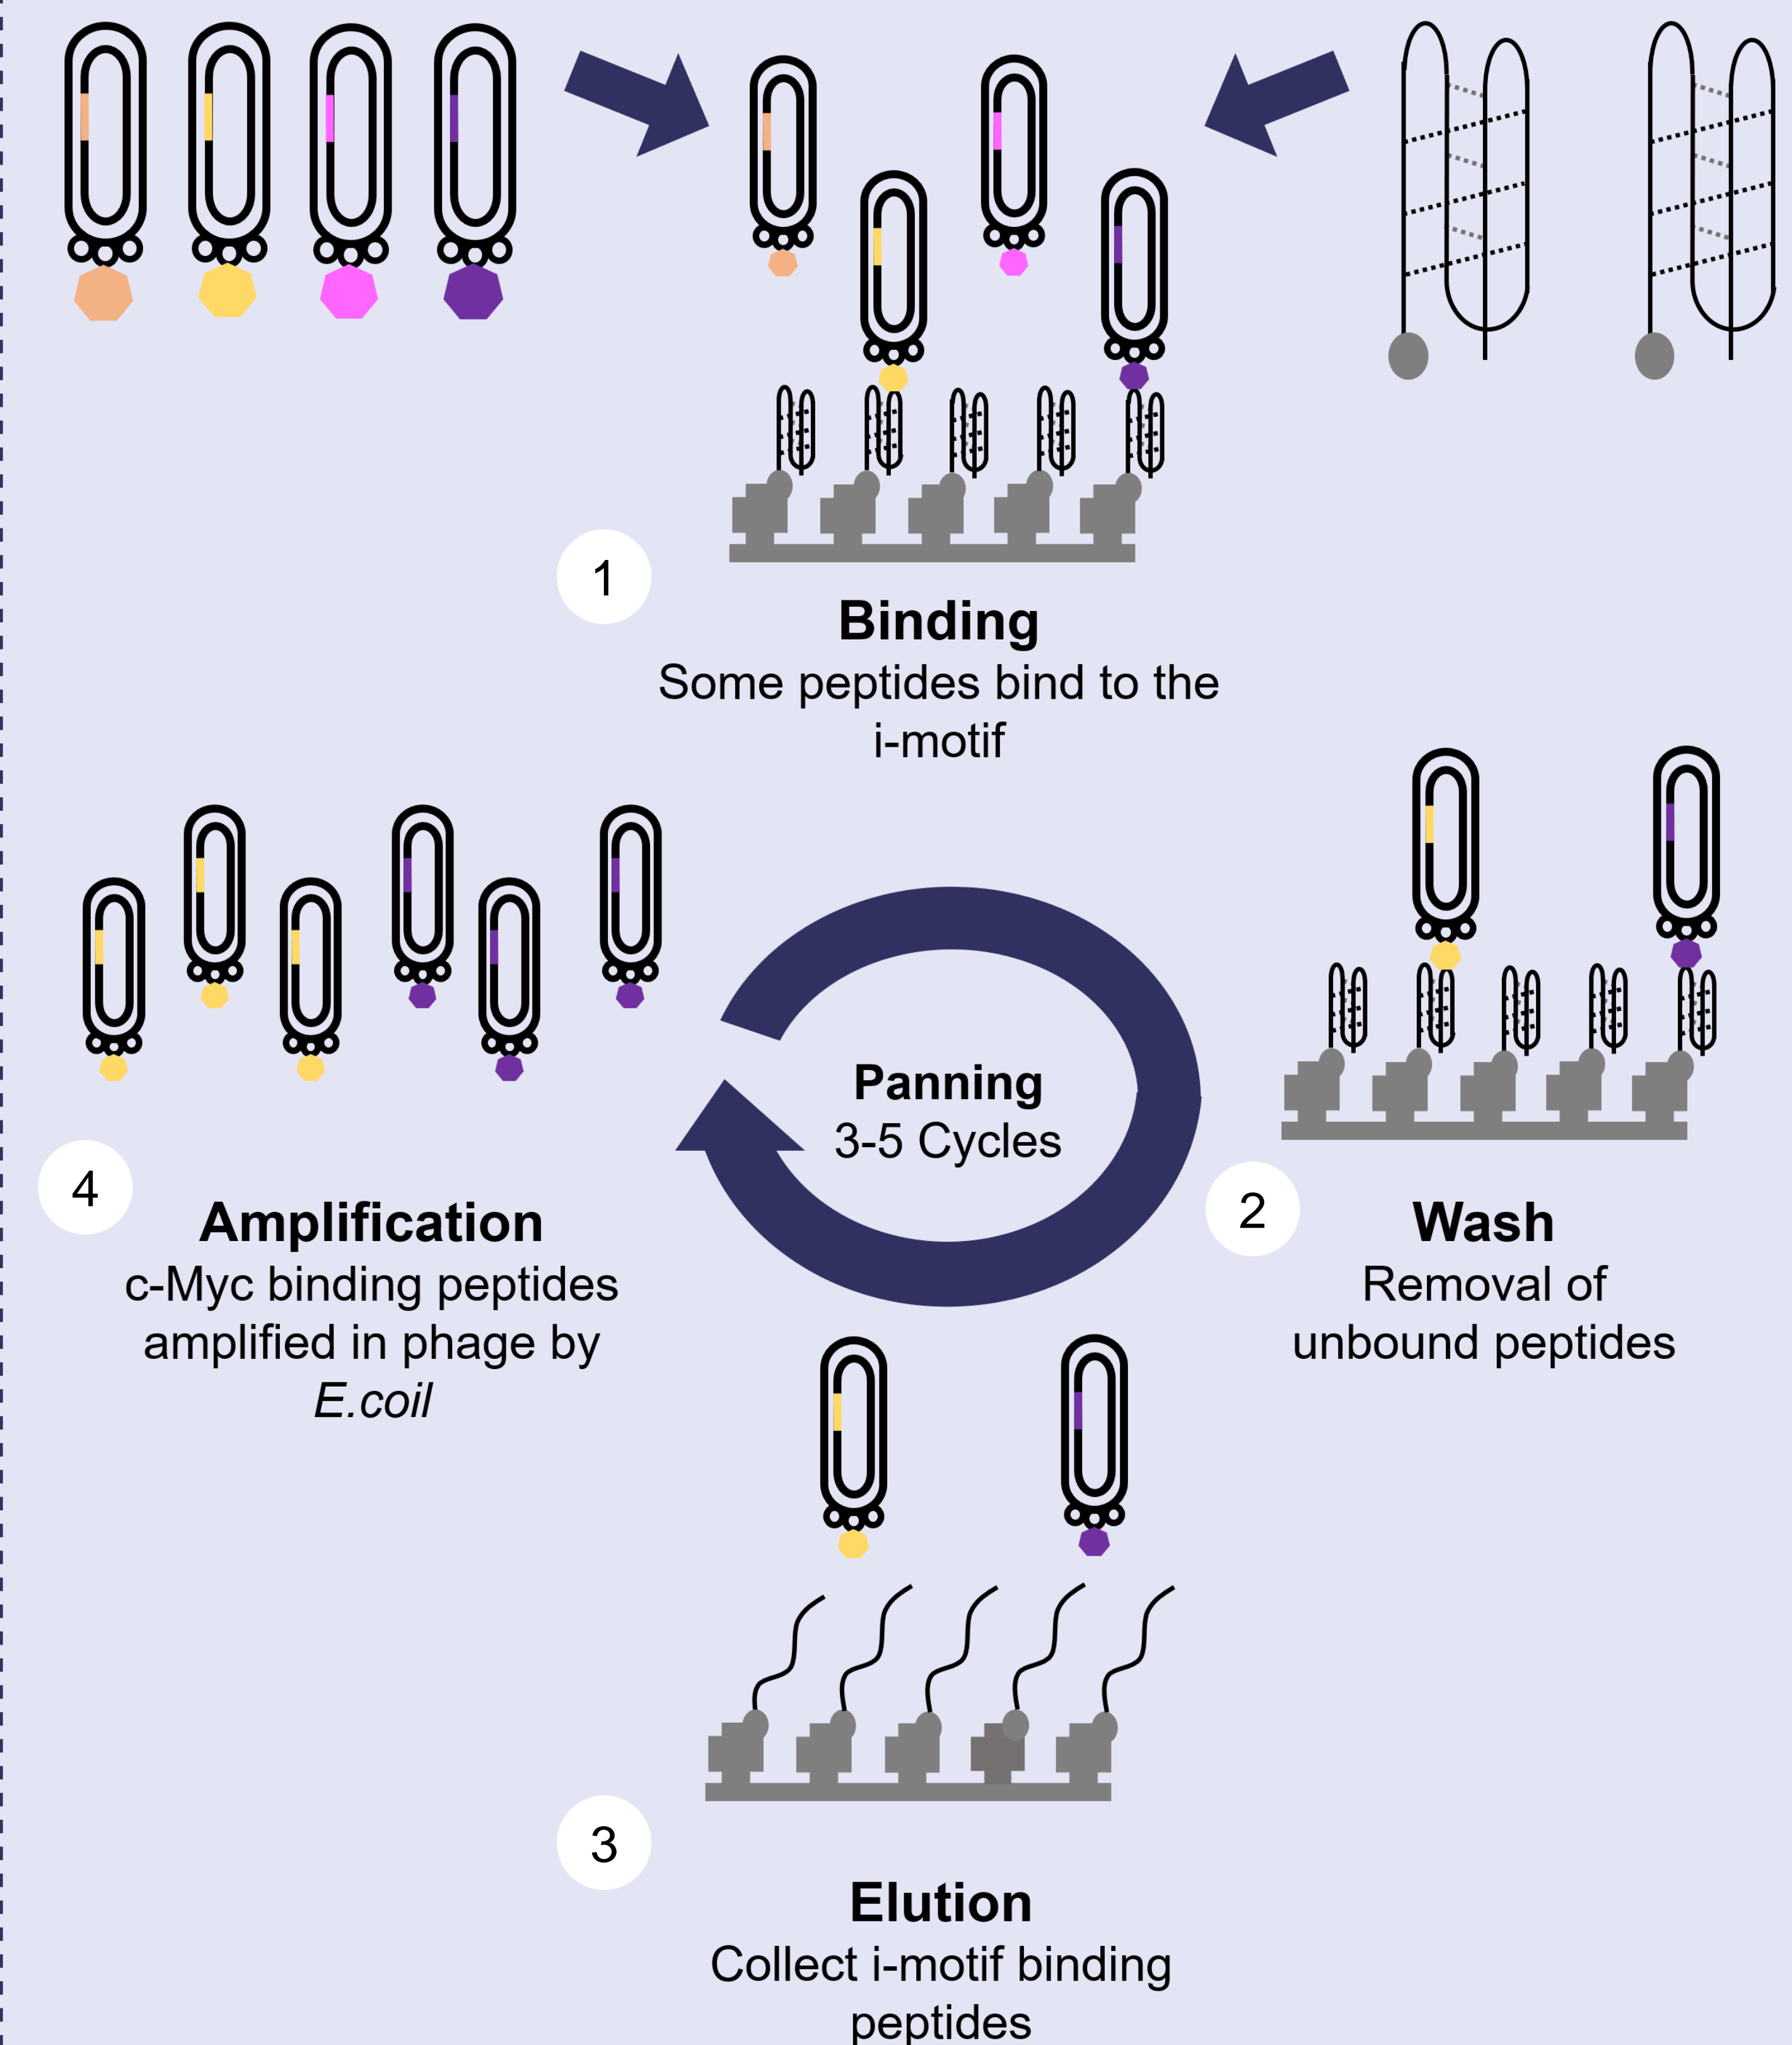 1
Binding
Some peptides bind to the
i-motif
2
Wash
Removal of
unbound peptides
Panning
3-5 Cycles
4
Amplification
c-Myc binding peptides
amplified in phage by
E.coil
3
Elution
Collect i-motif binding
peptides